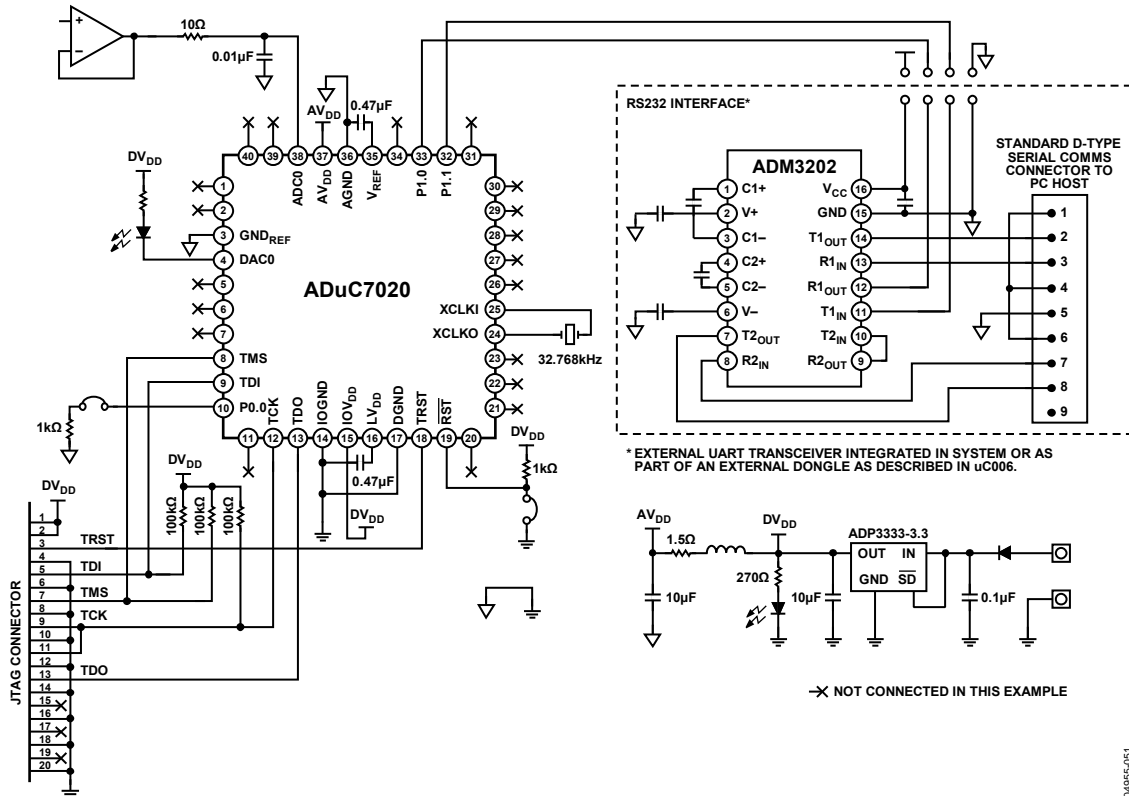 10Ω
0.01µF
AVDD
0.47µF
DVDD
40
39
38
37
36
35
34
33
32
31
ADC0
AVDD
AGND
VREF
P1.0
P1.1
1
2
3 GNDREF
4 DAC0
5
6
7
8 TMS
9 TDI
10 P0.0
ADuC7020
30
29
28
27
26
XCLKI 25
XCLKO 24
23
22
21
32.768kHz
TCK
TDO
IOGND
IOVDD
LVDD
DGND
TRST
RST
11
12
13
14
15
16
17
18
19
20
1kΩ
0.47µF
DVDD
DVDD
1kΩ
DVDD
100kΩ
100kΩ
100kΩ
DVDD
JTAG CONNECTOR
1
2
3 TRST
4
5 TDI
6
7 TMS
8
9 TCK
10
11
12
13 TDO
14
15
16
17
18
19
20
RS232 INTERFACE*
ADM3202
1 C1+
2 V+
3 C1–
4 C2+
5 C2–
6 V–
7 T2OUT
8 R2IN
VCC 16
GND 15
T1OUT 14
R1IN 13
R1OUT 12
T1IN 11
T2IN 10
R2OUT 9
STANDARD D-TYPE
SERIAL COMMS
CONNECTOR TO
PC HOST
1
2
3
4
5
6
7
8
9
* EXTERNAL UART TRANSCEIVER INTEGRATED IN SYSTEM OR AS
PART OF AN EXTERNAL DONGLE AS DESCRIBED IN uC006.
AVDD
1.5Ω
DVDD
270Ω
10µF
10µF
ADP3333-3.3
OUT IN
GND SD
0.1µF
NOT CONNECTED IN THIS EXAMPLE
04955-051